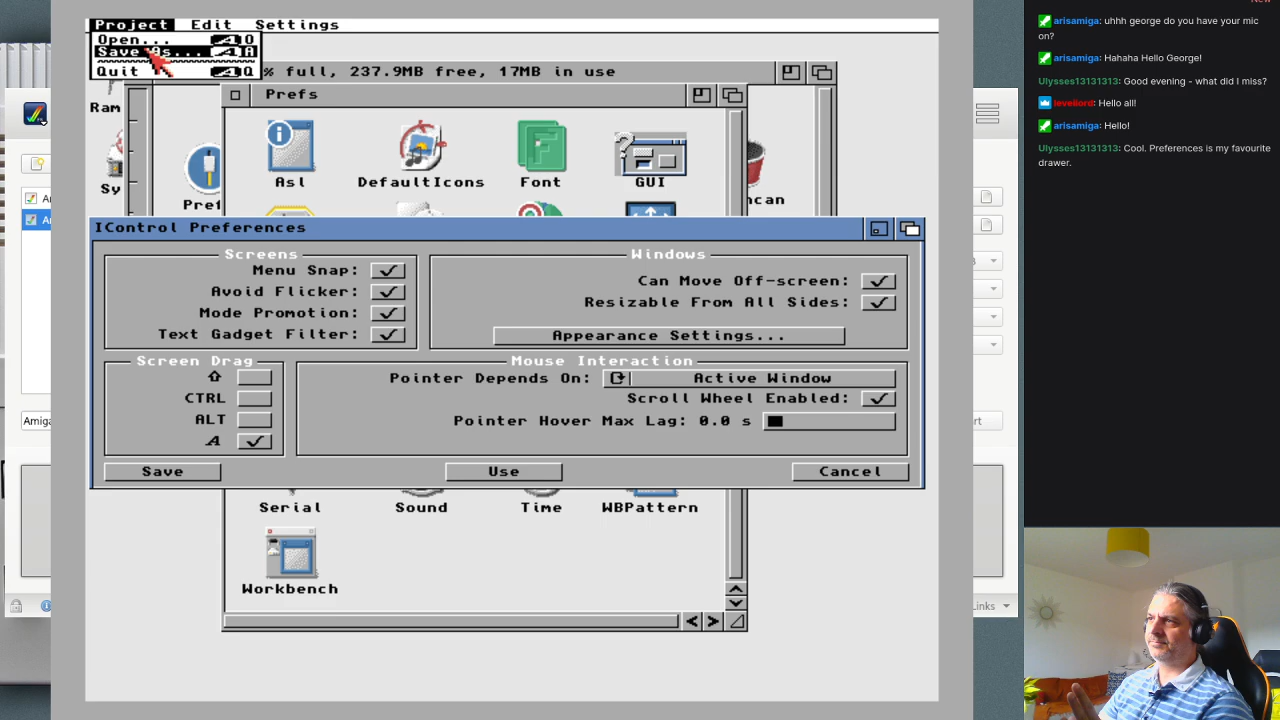 Project Edit Settings
Open... A O
Save As... A A
Quit A Q
% full, 237.9MB free, 17MB in use
Prefs
Ram
Sy
Pref
Asl
DefaultIcons
Font
GUI
hcan
IControl Preferences
Screens
Menu Snap:
Avoid Flicker:
Mode Promotion:
Text Gadget Filter:
Windows
Can Move Off-screen:
Resizable From All Sides:
Appearance Settings...
Screen Drag
CTRL
ALT
A
Mouse Interaction
Pointer Depends On: Active Window
Scroll Wheel Enabled:
Pointer Hover Max Lag: 0.0 s
Save
Use
Cancel
Serial
Sound
Time
WBPattern
Workbench
Amiga
Links
arisamiga: uhhh george do you have your mic
on?
arisamiga: Hahaha Hello George!
Ulysses13131313: Good evening - what did I miss?
levellord: Hello all!
arisamiga: Hello!
Ulysses13131313: Cool. Preferences is my favourite
drawer.